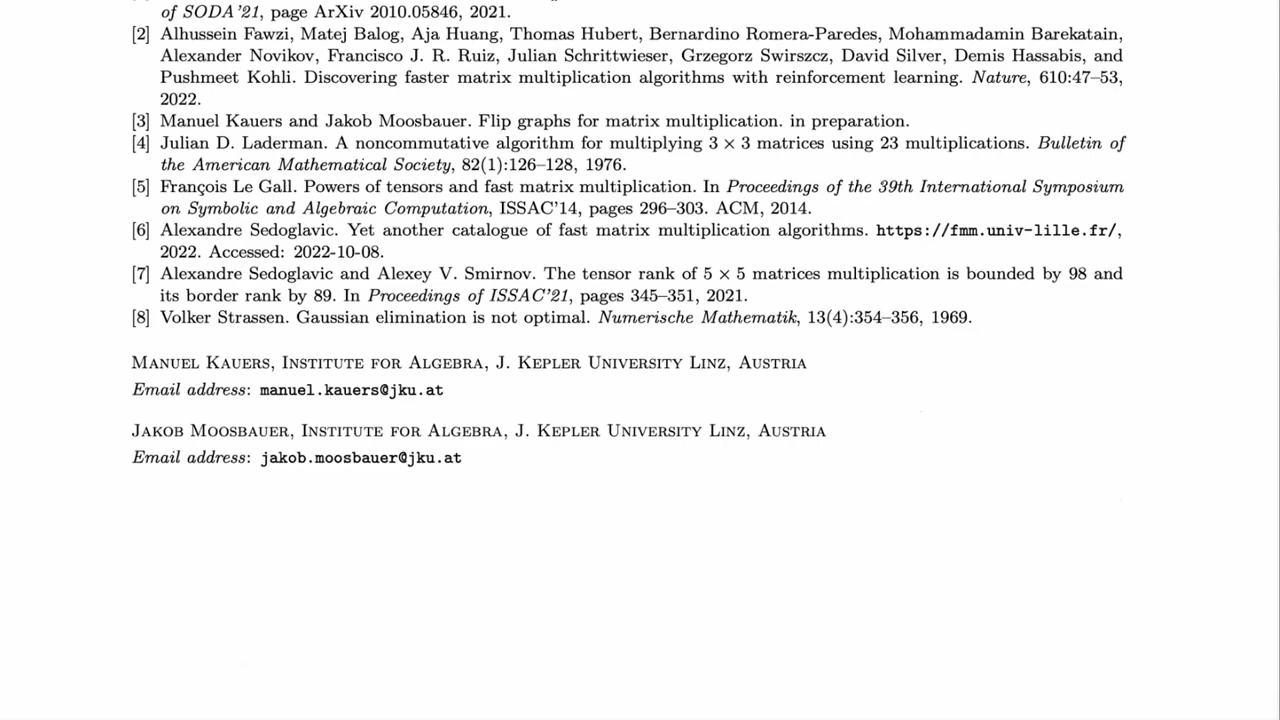 of SODA'21, page ArXiv 2010.05846, 2021.
[2] Alhussein Fawzi, Matej Balog, Aja Huang, Thomas Hubert, Bernardino Romera-Paredes, Mohammadamin Barekatain,
Alexander Novikov, Francisco J. R. Ruiz, Julian Schrittwieser, Grzegorz Swirszcz, David Silver, Demis Hassabis, and
Pushmeet Kohli. Discovering faster matrix multiplication algorithms with reinforcement learning. Nature, 610:47–53,
2022.
[3] Manuel Kauers and Jakob Moosbauer. Flip graphs for matrix multiplication. in preparation.
[4] Julian D. Laderman. A noncommutative algorithm for multiplying 3 × 3 matrices using 23 multiplications. Bulletin of
the American Mathematical Society, 82(1):126–128, 1976.
[5] François Le Gall. Powers of tensors and fast matrix multiplication. In Proceedings of the 39th International Symposium
on Symbolic and Algebraic Computation, ISSAC'14, pages 296–303. ACM, 2014.
[6] Alexandre Sedoglavic. Yet another catalogue of fast matrix multiplication algorithms. https://fmm.univ-lille.fr/,
2022. Accessed: 2022-10-08.
[7] Alexandre Sedoglavic and Alexey V. Smirnov. The tensor rank of 5 × 5 matrices multiplication is bounded by 98 and
its border rank by 89. In Proceedings of ISSAC'21, pages 345–351, 2021.
[8] Volker Strassen. Gaussian elimination is not optimal. Numerische Mathematik, 13(4):354–356, 1969.
Manuel Kauers, Institute for Algebra, J. Kepler University Linz, Austria
Email address: manuel.kauers@jku.at
Jakob Moosbauer, Institute for Algebra, J. Kepler University Linz, Austria
Email address: jakob.moosbauer@jku.at